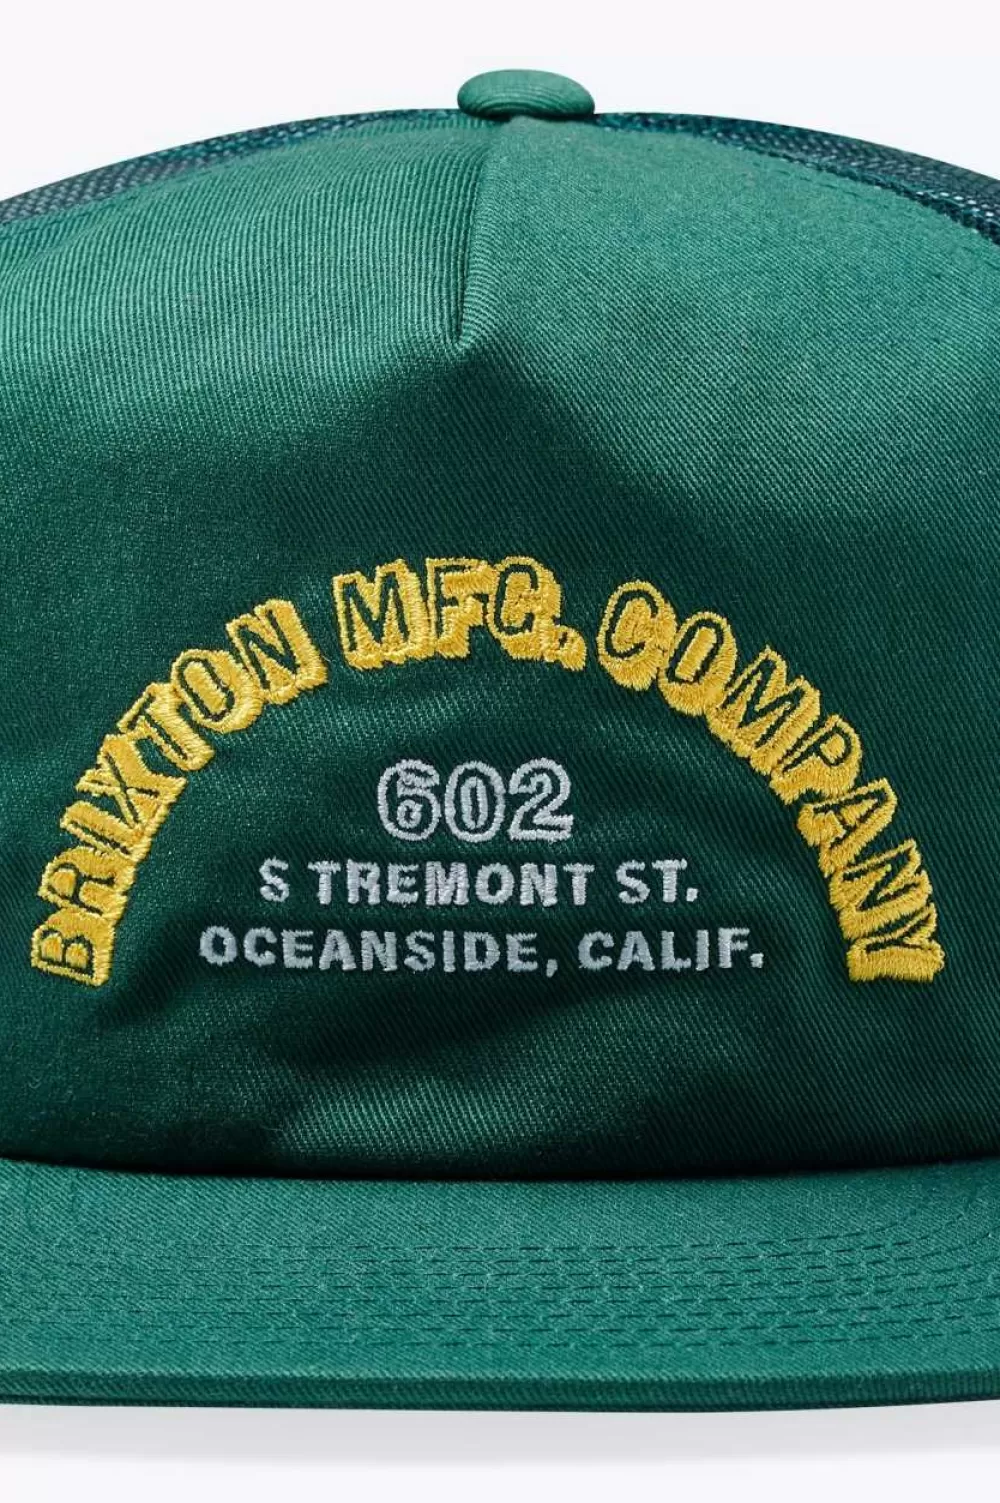 BRIXTON MFG. COMPANY
602
S TREMONT ST.
OCEANSIDE, CALIF.